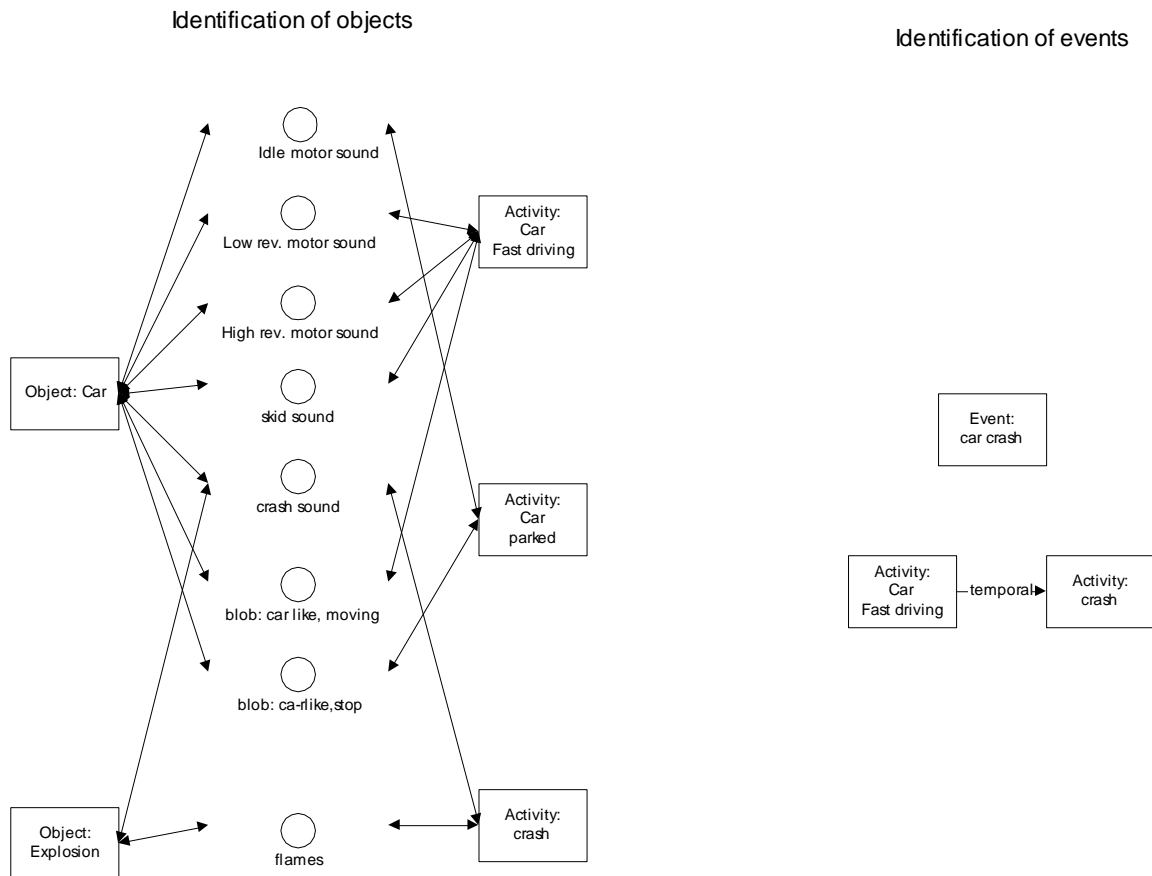 Identification of objects
Identification of events
Idle motor sound
Low rev. motor sound
High rev. motor sound
skid sound
crash sound
blob: car like, moving
blob: ca-rlike,stop
flames
Object: Car
Object:
Explosion
Activity:
Car
Fast driving
Activity:
Car
parked
Activity:
crash
Event:
car crash
Activity:
Car
Fast driving
temporal
Activity:
crash